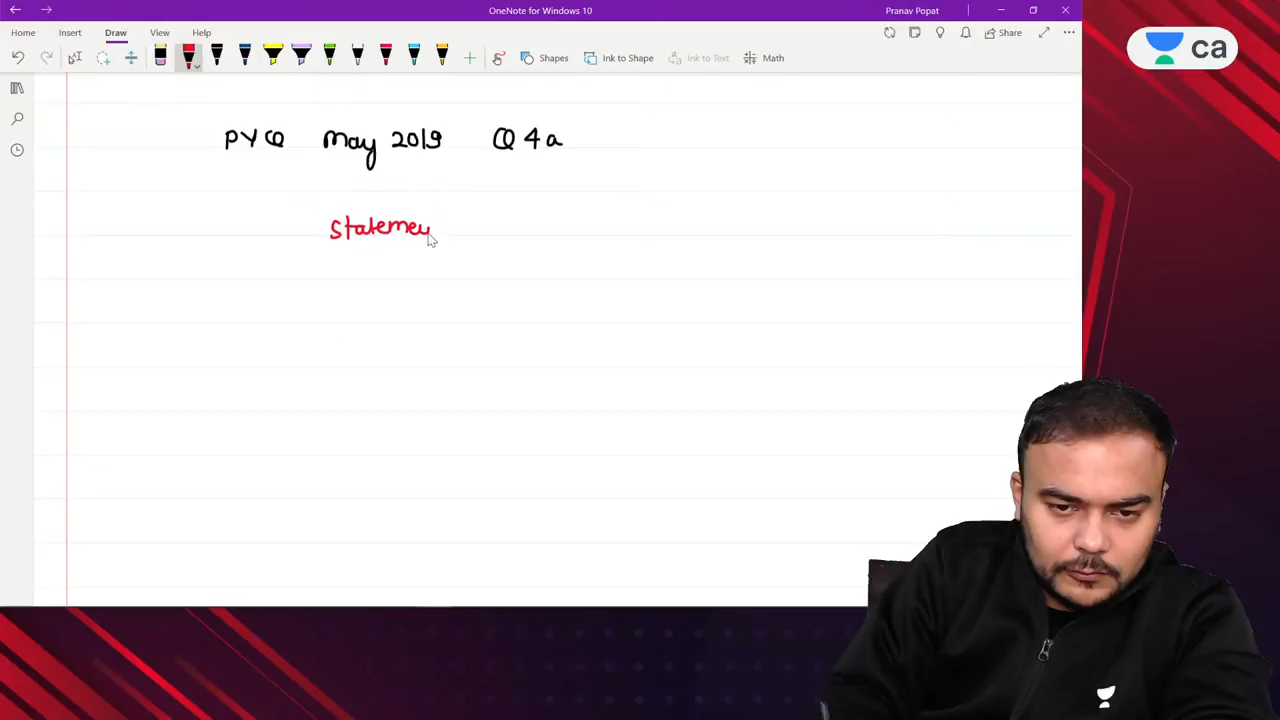 OneNote for Windows 10
Pranav Popat
Home Insert Draw View Help
Share
Shapes Ink to Shape Ink to Text Math
ca
PYQ May 2019 Q 4a
Statemen